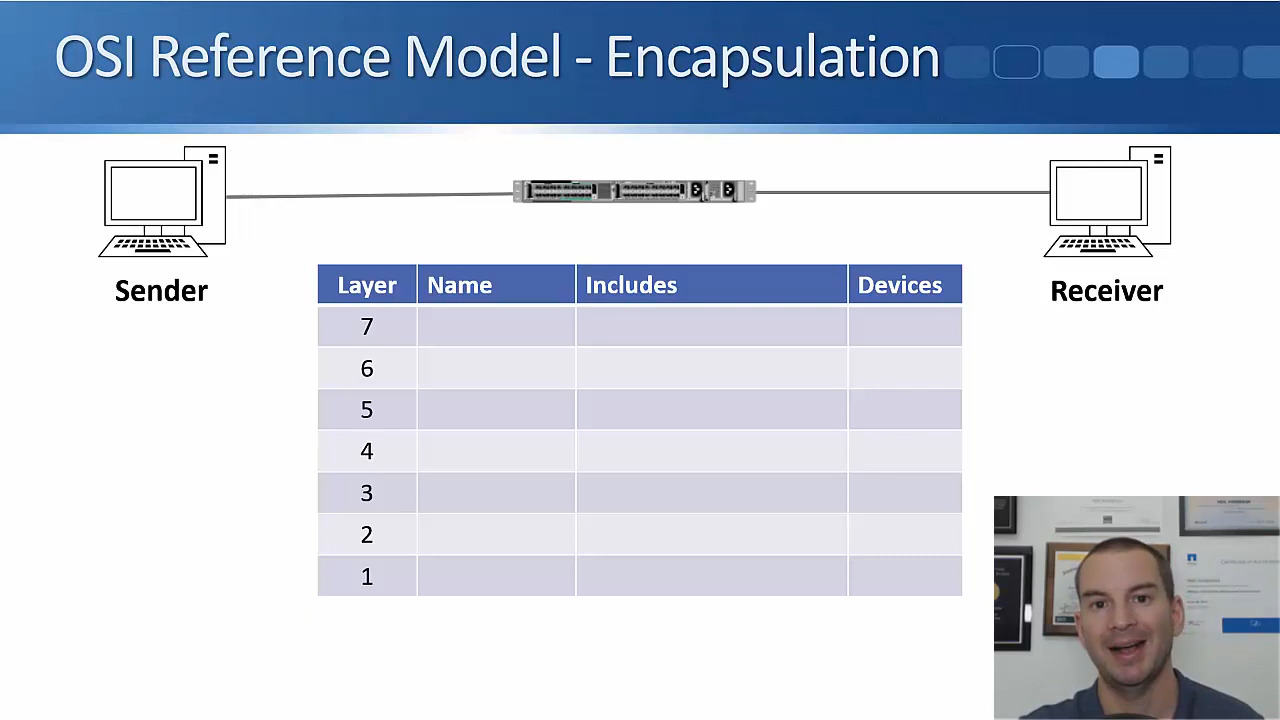 OSI Reference Model - Encapsulation
Sender
Receiver
Layer Name Includes Devices
7
6
5
4
3
2
1